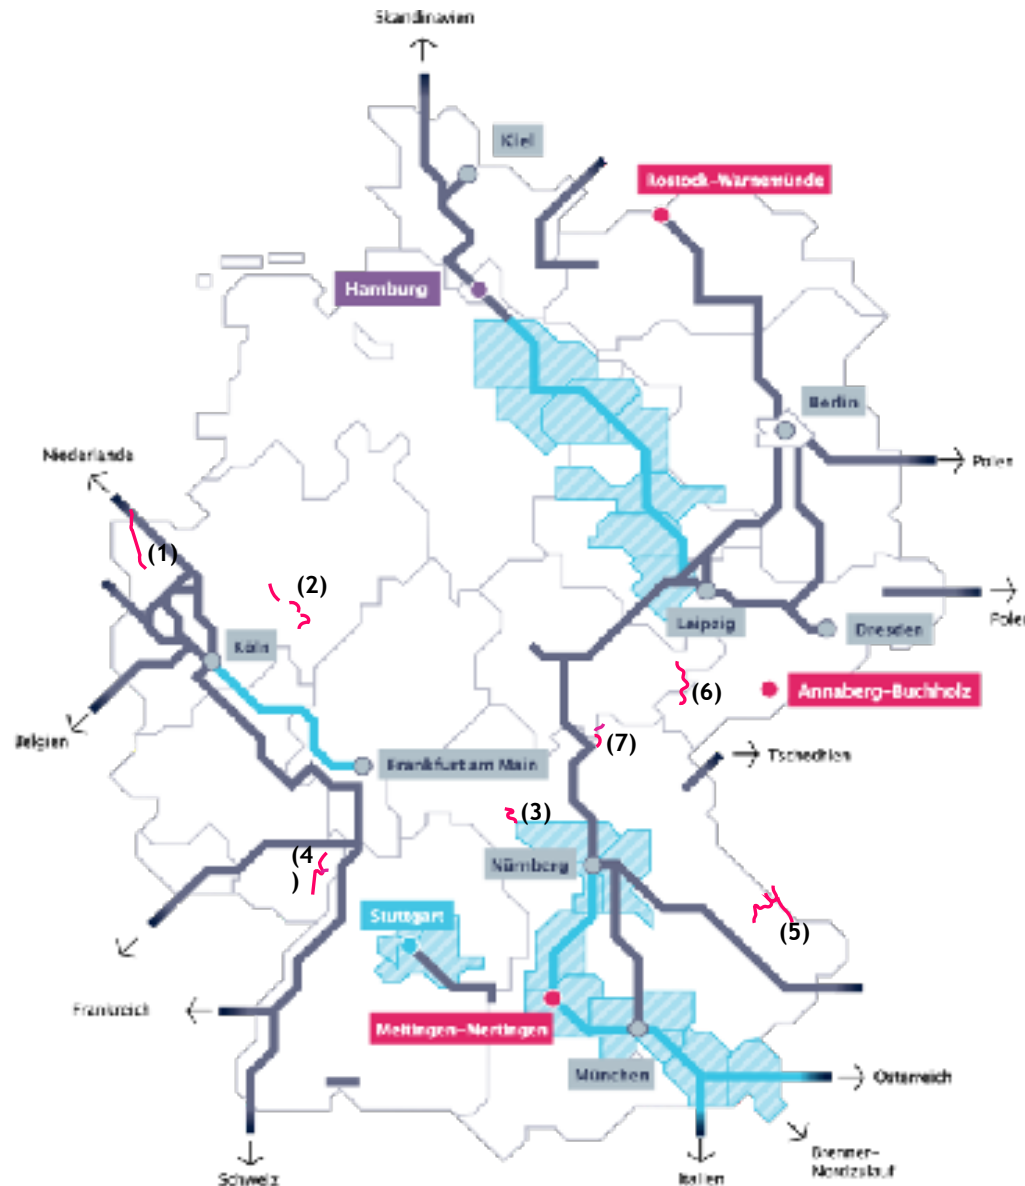 Skandinavien
Kiel
Rostock-Warnemünde
Hamburg
Berlin
Niederlande
Polen
(1)
(2)
Polen
Leipzig
Dresden
Köln
(6)
Annaberg-Buchholz
Belgien
(7)
Tschechien
Frankfurt am Main
(3)
(4
)
Nürnberg
Stuttgart
(5)
Frankreich
Meitingen-Mertingen
München
Österreich
Brenner-
Nordzulauf
Schweiz
Italien